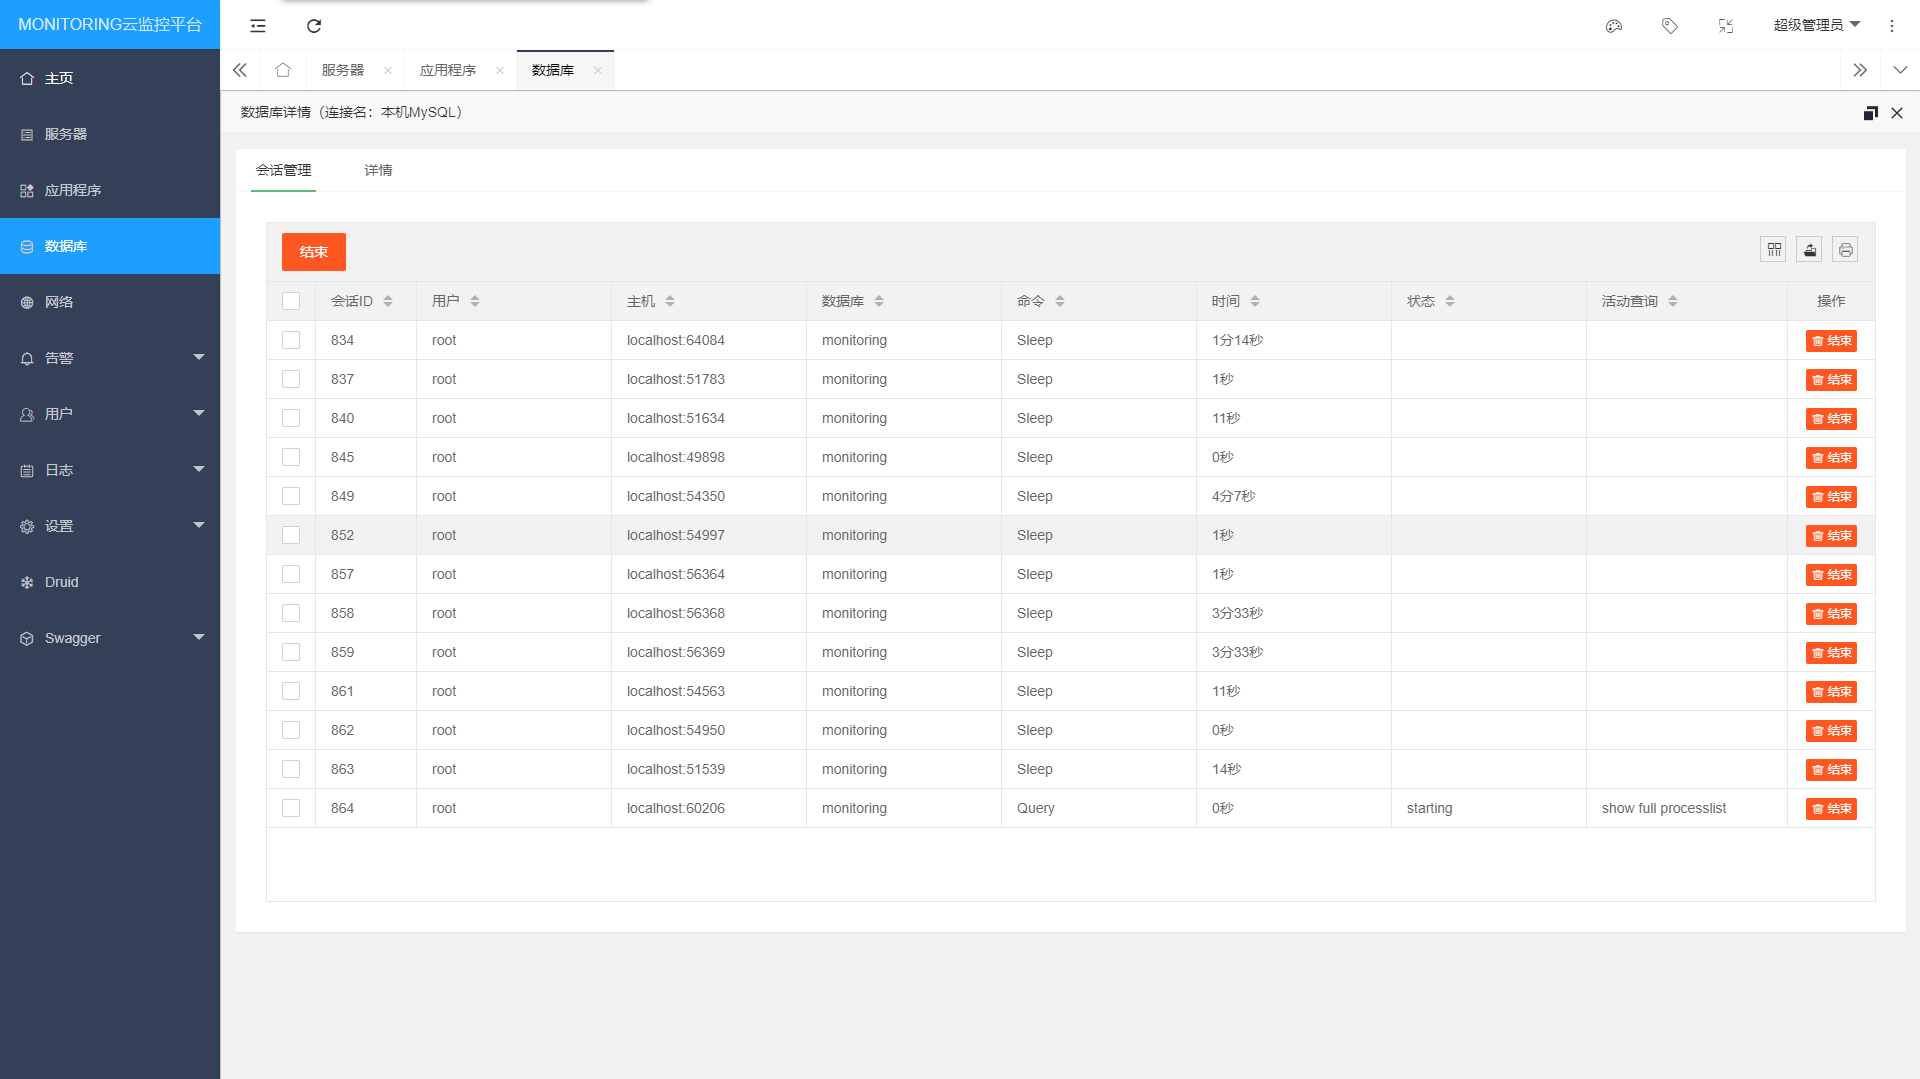 MONITORING云监控平台
超级管理员
主页
服务器
应用程序
数据库
网络
告警
用户
日志
设置
Druid
Swagger
服务器 应用程序 数据库
数据库详情（连接名：本机MySQL）
会话管理 详情
结束
会话ID 用户 主机 数据库 命令 时间 状态 活动查询 操作
834 root localhost:64084 monitoring Sleep 1分14秒 结束
837 root localhost:51783 monitoring Sleep 1秒 结束
840 root localhost:51634 monitoring Sleep 11秒 结束
845 root localhost:49898 monitoring Sleep 0秒 结束
849 root localhost:54350 monitoring Sleep 4分7秒 结束
852 root localhost:54997 monitoring Sleep 1秒 结束
857 root localhost:56364 monitoring Sleep 1秒 结束
858 root localhost:56368 monitoring Sleep 3分33秒 结束
859 root localhost:56369 monitoring Sleep 3分33秒 结束
861 root localhost:54563 monitoring Sleep 11秒 结束
862 root localhost:54950 monitoring Sleep 0秒 结束
863 root localhost:51539 monitoring Sleep 14秒 结束
864 root localhost:60206 monitoring Query 0秒 starting show full processlist 结束